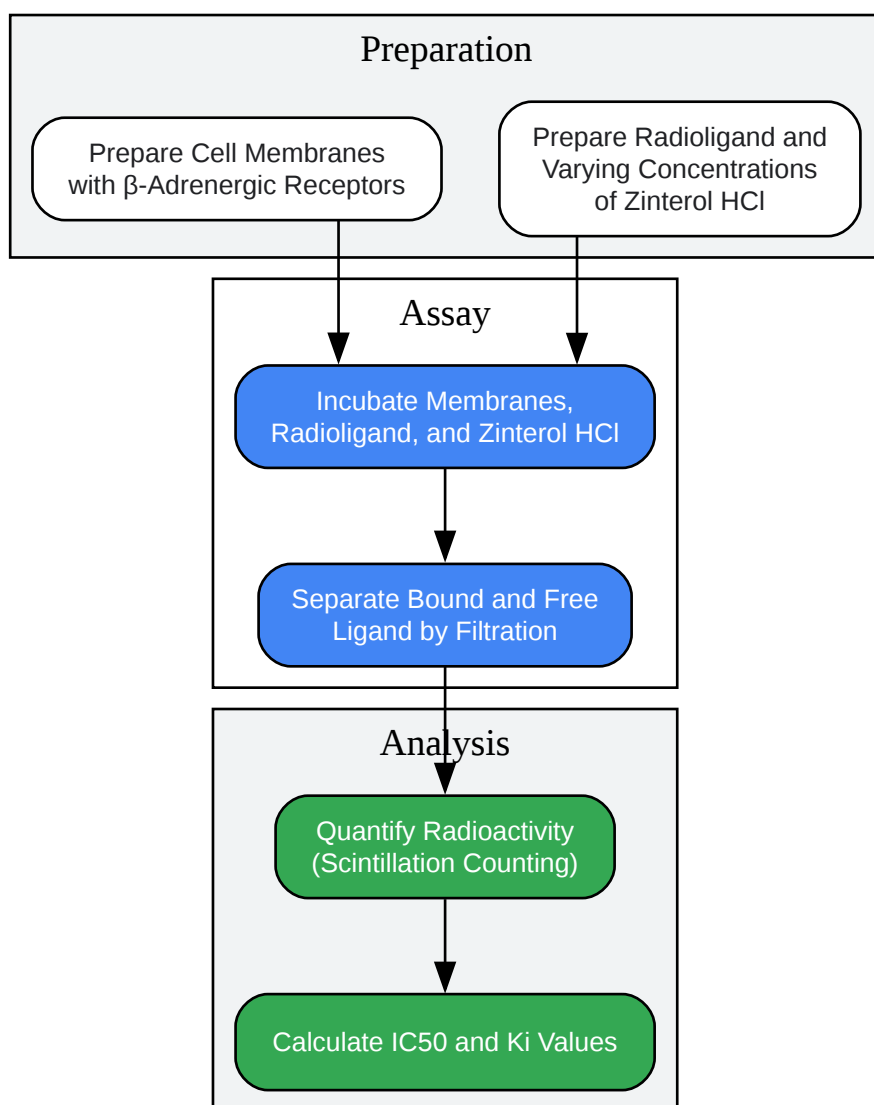 Preparation
Prepare Cell Membranes
with β-Adrenergic Receptors
Prepare Radioligand and
Varying Concentrations
of Zinterol HCl
Assay
Incubate Membranes,
Radioligand, and Zinterol HCl
Separate Bound and Free
Ligand by Filtration
Analysis
Quantify Radioactivity
(Scintillation Counting)
Calculate IC50 and Ki Values